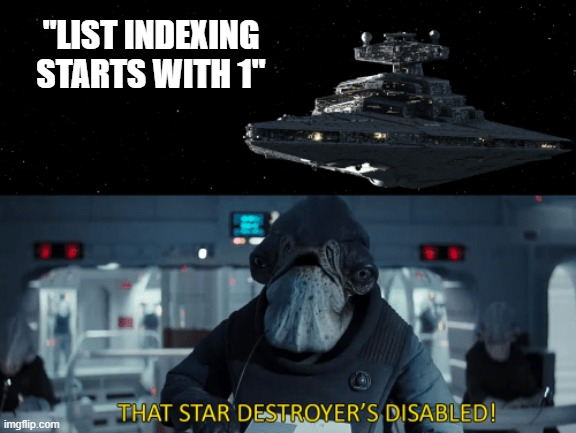 "LIST INDEXING
STARTS WITH 1"
THAT STAR DESTROYER'S DISABLED!
imgflip.com